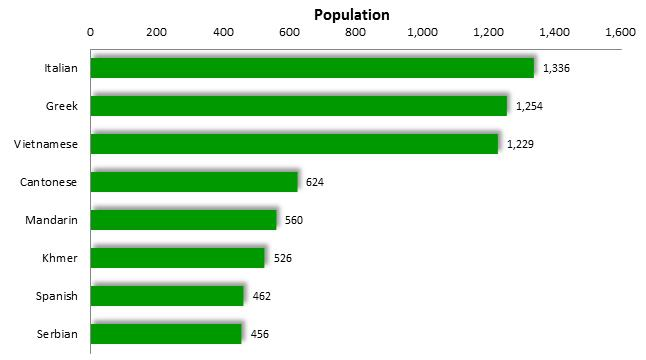 Population
0 200 400 600 800 1,000 1,200 1,400 1,600
Italian 1,336
Greek 1,254
Vietnamese 1,229
Cantonese 624
Mandarin 560
Khmer 526
Spanish 462
Serbian 456